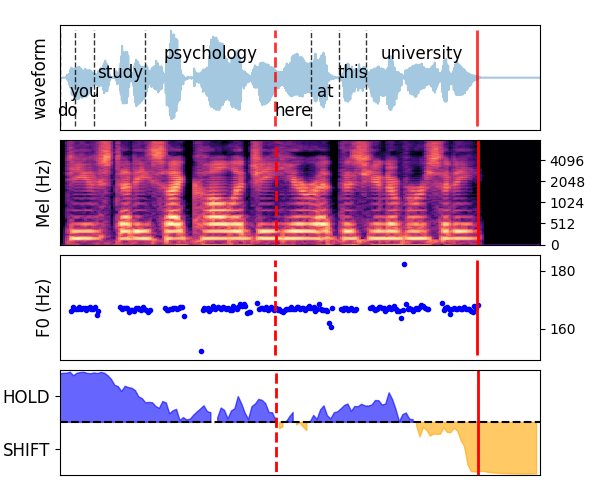 waveform
psychology
university
study
this
you
at
do
here
Mel (Hz)
4096
2048
1024
512
0
F0 (Hz)
180
160
HOLD
SHIFT